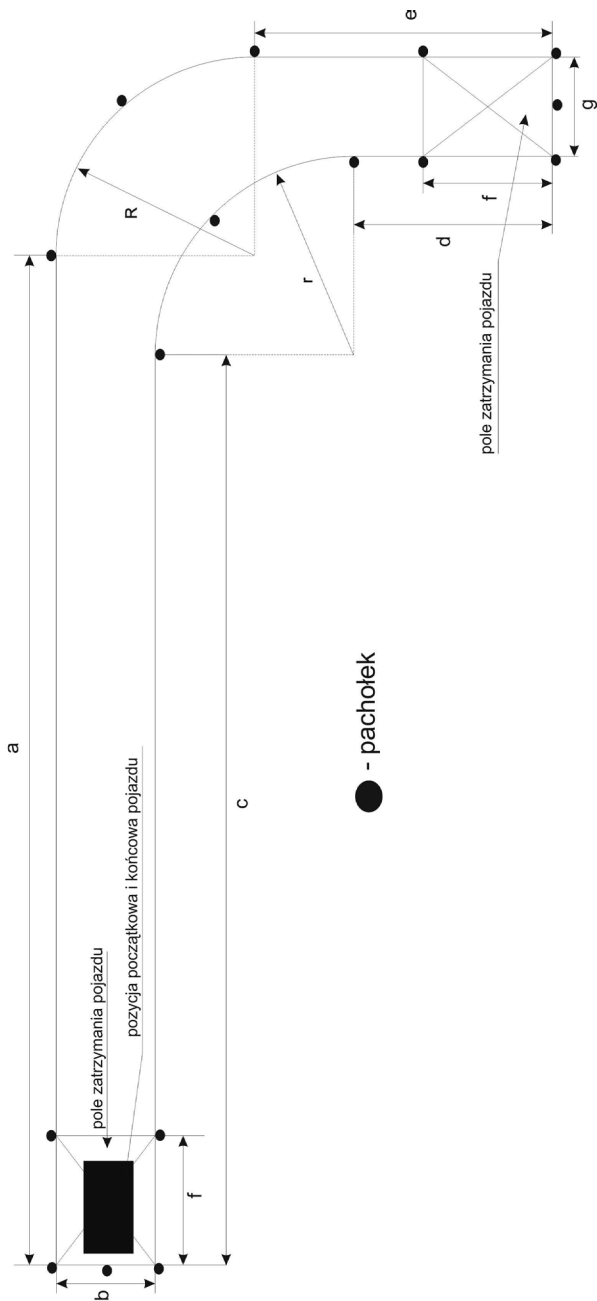 a
R
e
g
f
d
r
pole zatrzymania pojazdu
c
- pachołek
pole zatrzymania pojazdu
pozycja początkowa i końcowa pojazdu
f
b